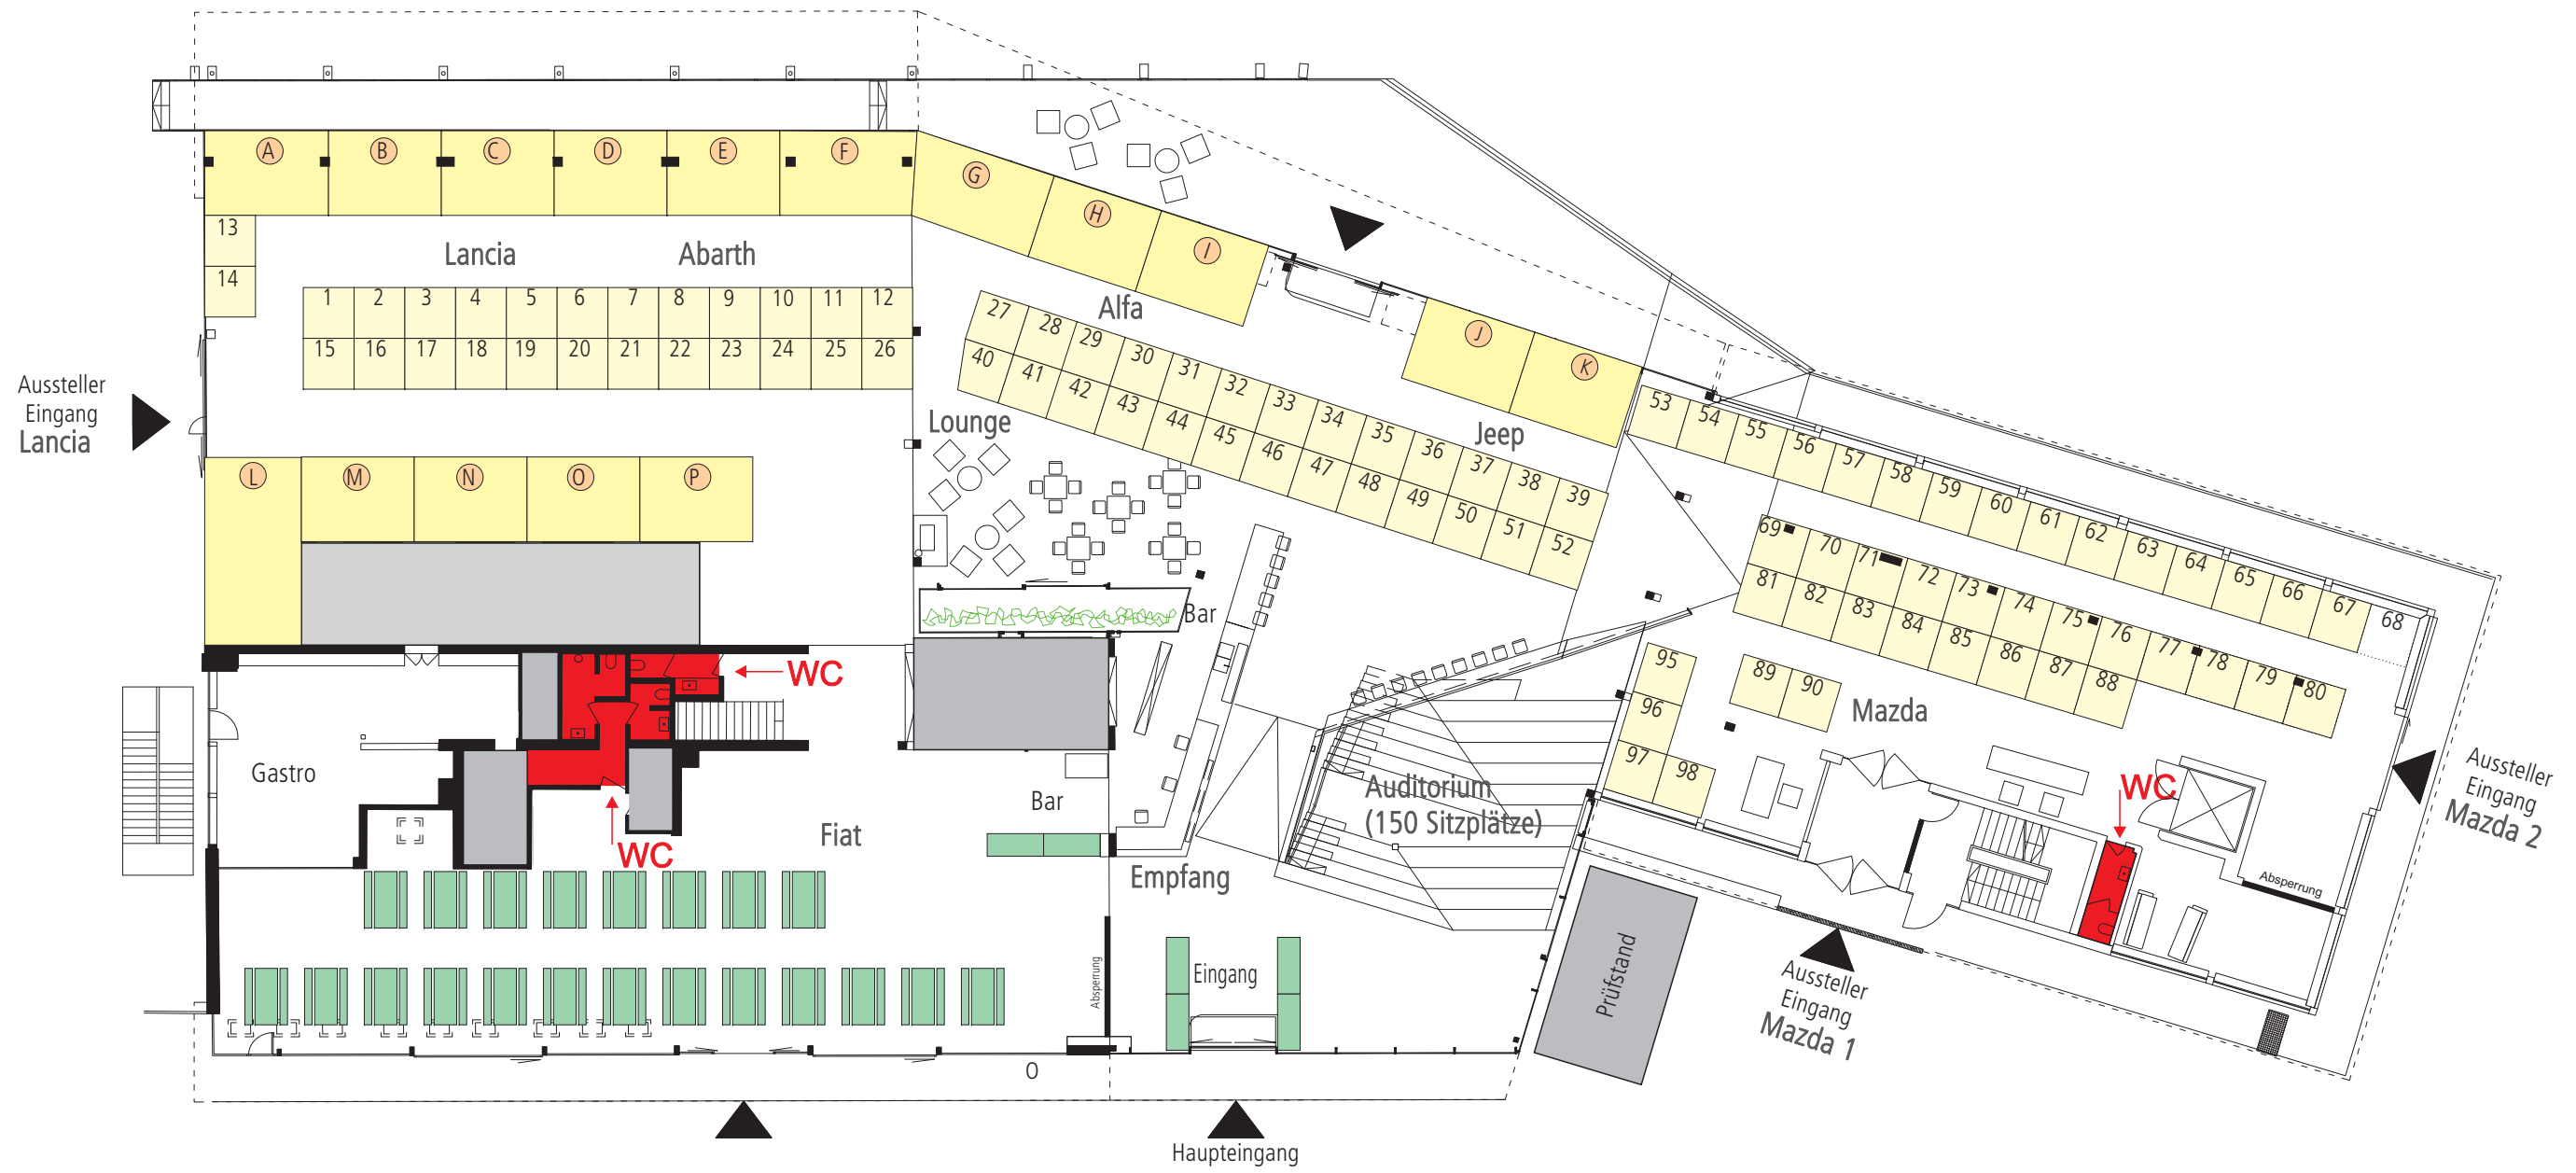 A B C D E F
G
H
I
J
K
13
14
Lancia Abarth
Alfa
Jeep
1 2 3 4 5 6 7 8 9 10 11 12
15 16 17 18 19 20 21 22 23 24 25 26
27 28 29 30 31 32 33 34 35 36 37 38 39
40 41 42 43 44 45 46 47 48 49 50 51 52
Aussteller
Eingang
Lancia
Lounge
L M N O P
53 54 55 56 57 58 59 60 61 62 63 64 65 66 67 68
69 70 71 72 73 74 75 76 77 78 79 80
81 82 83 84 85 86 87 88
89 90
95
96
97 98
Mazda
Bar
WC
Gastro
WC
Fiat
Bar
Empfang
Auditorium
(150 Sitzplätze)
WC
Absperrung
Aussteller
Eingang
Mazda 2
Absperrung
Eingang
Prüfstand
Aussteller
Eingang
Mazda 1
O
Haupteingang